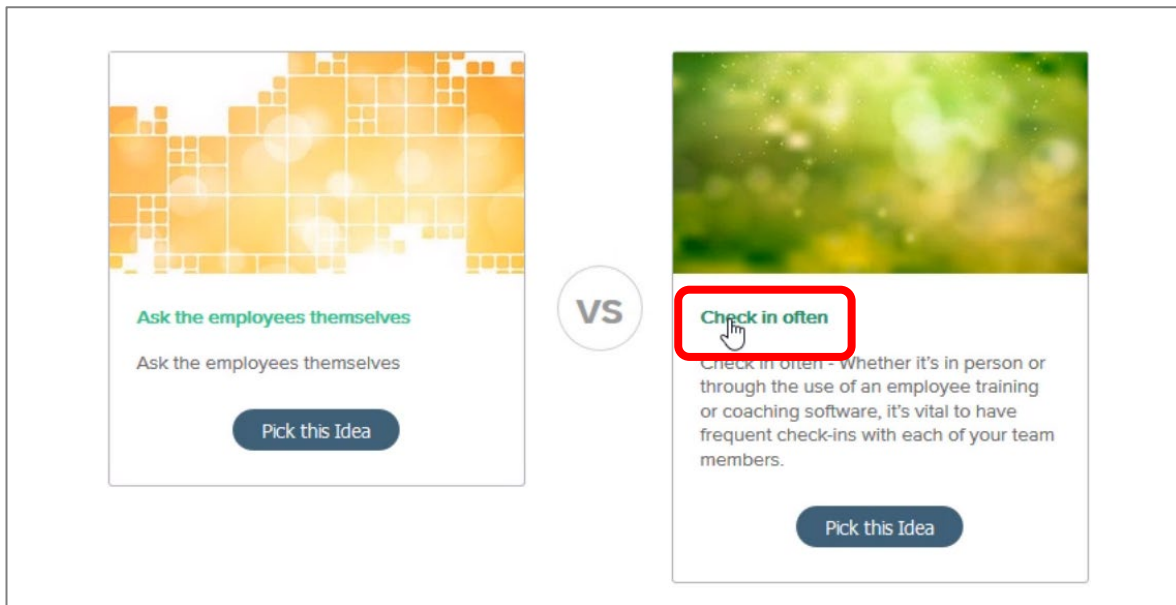 Ask the employees themselves
Ask the employees themselves
Pick this Idea
VS
Check in often
Check in often - Whether it's in person or
through the use of an employee training
or coaching software, it's vital to have
frequent check-ins with each of your team
members.
Pick this Idea